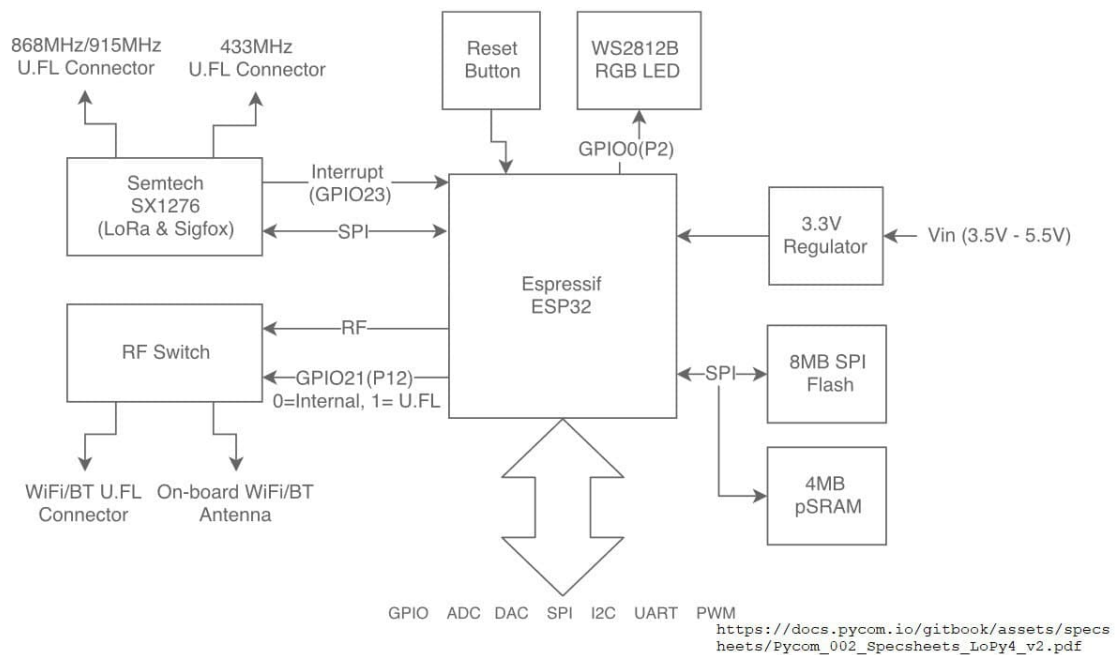 868MHz/915MHz
U.FL Connector
433MHz
U.FL Connector
Reset
Button
WS2812B
RGB LED
GPIO0(P2)
Semtech
SX1276
(LoRa & Sigfox)
Interrupt
(GPIO23)
SPI
Espressif
ESP32
3.3V
Regulator
Vin (3.5V - 5.5V)
RF Switch
RF
GPIO21(P12)
0=Internal, 1= U.FL
SPI
8MB SPI
Flash
4MB
pSRAM
WiFi/BT U.FL
Connector
On-board WiFi/BT
Antenna
GPIO ADC DAC SPI I2C UART PWM
https://docs.pycom.io/gitbook/assets/specs
heets/Pycom_002_Specsheets_LoPy4_v2.pdf